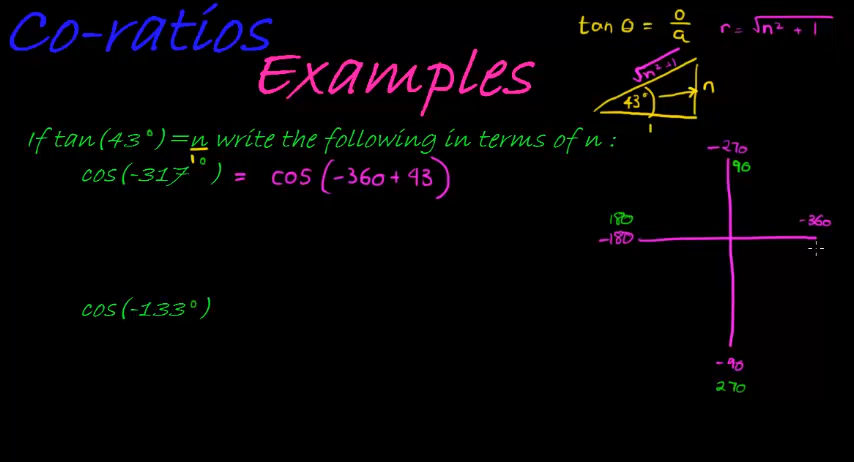 Co-ratios
Examples
tan θ = o/a
r = √n² + 1
√n²+1
43°
n
1
If tan(43°)=n write the following in terms of n :
1
cos(-317°) = cos(-360+43)
cos(-133°)
-270
90
180
-180
-360
-90
270